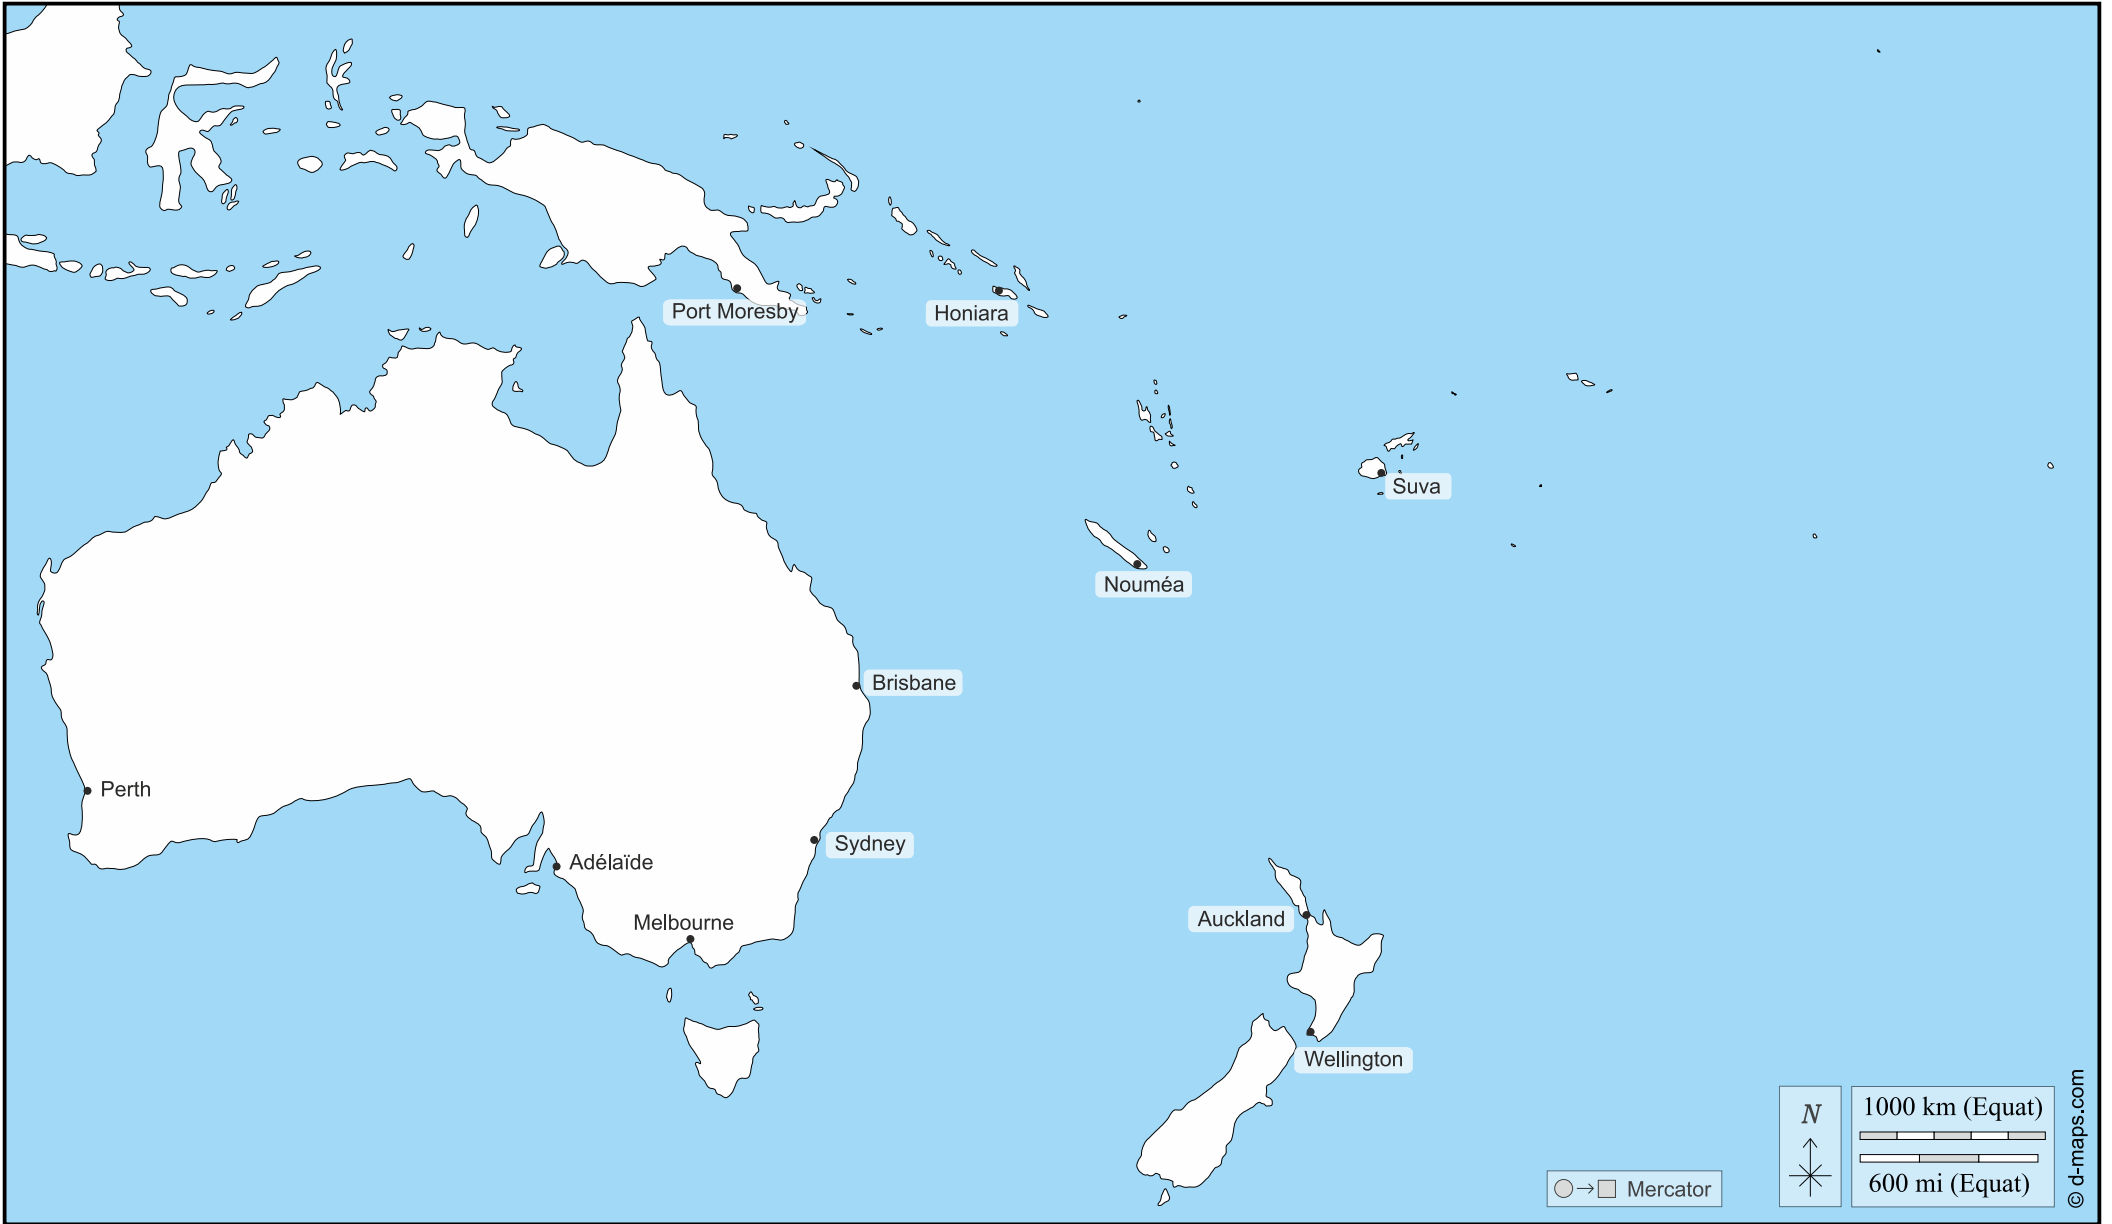 Port Moresby
Honiara
Suva
Nouméa
Brisbane
Perth
Sydney
Adélaïde
Melbourne
Auckland
Wellington
N
1000 km (Equat)
600 mi (Equat)
Mercator
© d-maps.com